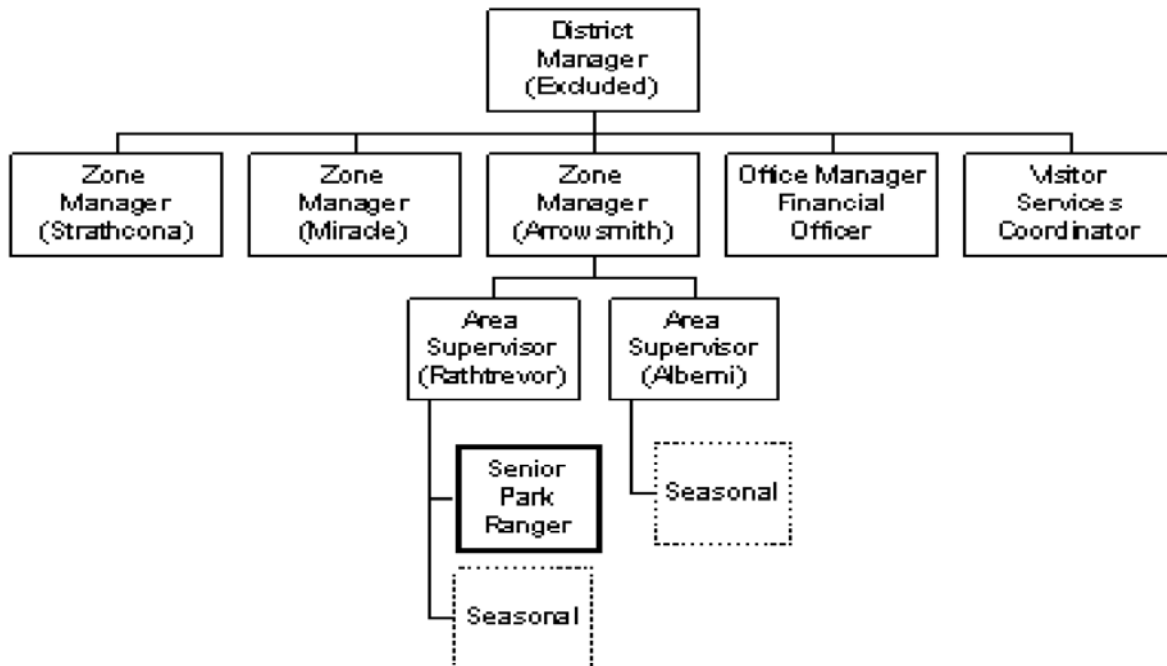 District
Manager
(Excluded)
Zone
Manager
(Strathcona)
Zone
Manager
(Miracle)
Zone
Manager
(Arrowsmith)
Office Manager
Financial
Officer
Visitor
Services
Coordinator
Area
Supervisor
(Rathtrevor)
Area
Supervisor
(Alberni)
Senior
Park
Ranger
Seasonal
Seasonal